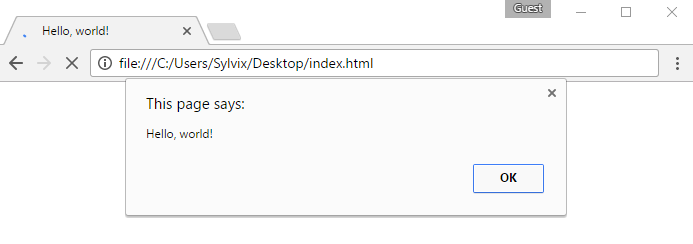 Guest
Hello, world!
file:///C:/Users/Sylvix/Desktop/index.html
This page says:
Hello, world!
OK